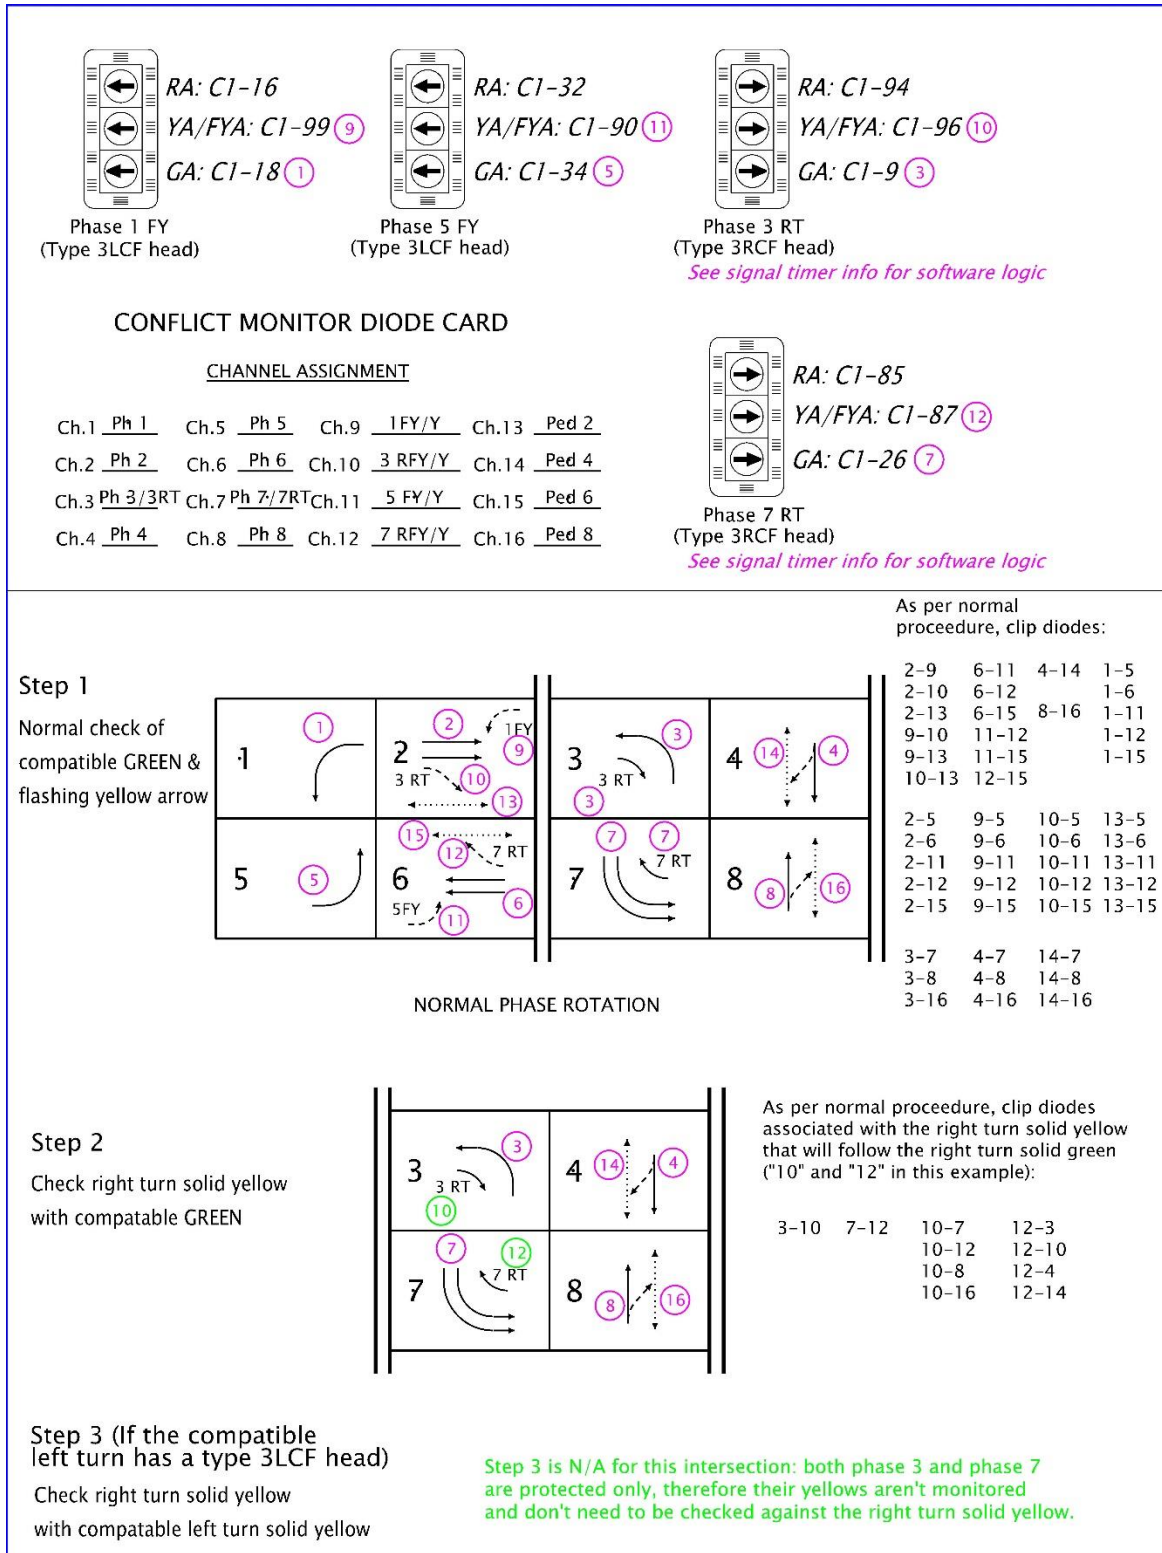 RA: C1-16
YA/FYA: C1-99 9
GA: C1-18 1
Phase 1 FY
(Type 3LCF head)
RA: C1-32
YA/FYA: C1-90 11
GA: C1-34 5
Phase 5 FY
(Type 3LCF head)
RA: C1-94
YA/FYA: C1-96 10
GA: C1-9 3
Phase 3 RT
(Type 3RCF head)
See signal timer info for software logic
CONFLICT MONITOR DIODE CARD
CHANNEL ASSIGNMENT
Ch.1 Ph 1 Ch.5 Ph 5 Ch.9 1FY/Y Ch.13 Ped 2
Ch.2 Ph 2 Ch.6 Ph 6 Ch.10 3 RFY/Y Ch.14 Ped 4
Ch.3 Ph 3/3RT Ch.7 Ph 7/7RT Ch.11 5 FY/Y Ch.15 Ped 6
Ch.4 Ph 4 Ch.8 Ph 8 Ch.12 7 RFY/Y Ch.16 Ped 8
RA: C1-85
YA/FYA: C1-87 12
GA: C1-26 7
Phase 7 RT
(Type 3RCF head)
See signal timer info for software logic
Step 1
Normal check of
compatible GREEN &
flashing yellow arrow
1 1
2 2 1FY 9
3 RT 10
13
3 3
3 RT
3
4 14 4
5 5
6 15
12 7 RT
6
5FY 11
7 7 7
7 RT
8 8 16
NORMAL PHASE ROTATION
As per normal
proceedure, clip diodes:
2-9 6-11 4-14 1-5
2-10 6-12 1-6
2-13 6-15 8-16 1-11
9-10 11-12 1-12
9-13 11-15 1-15
10-13 12-15
2-5 9-5 10-5 13-5
2-6 9-6 10-6 13-6
2-11 9-11 10-11 13-11
2-12 9-12 10-12 13-12
2-15 9-15 10-15 13-15
3-7 4-7 14-7
3-8 4-8 14-8
3-16 4-16 14-16
Step 2
Check right turn solid yellow
with compatable GREEN
3 3
3 RT
10
4 14 4
7 7 12
7 RT
8 8 16
As per normal proceedure, clip diodes
associated with the right turn solid yellow
that will follow the right turn solid green
("10" and "12" in this example):
3-10 7-12 10-7 12-3
10-12 12-10
10-8 12-4
10-16 12-14
Step 3 (If the compatible
left turn has a type 3LCF head)
Check right turn solid yellow
with compatable left turn solid yellow
Step 3 is N/A for this intersection: both phase 3 and phase 7
are protected only, therefore their yellows aren't monitored
and don't need to be checked against the right turn solid yellow.